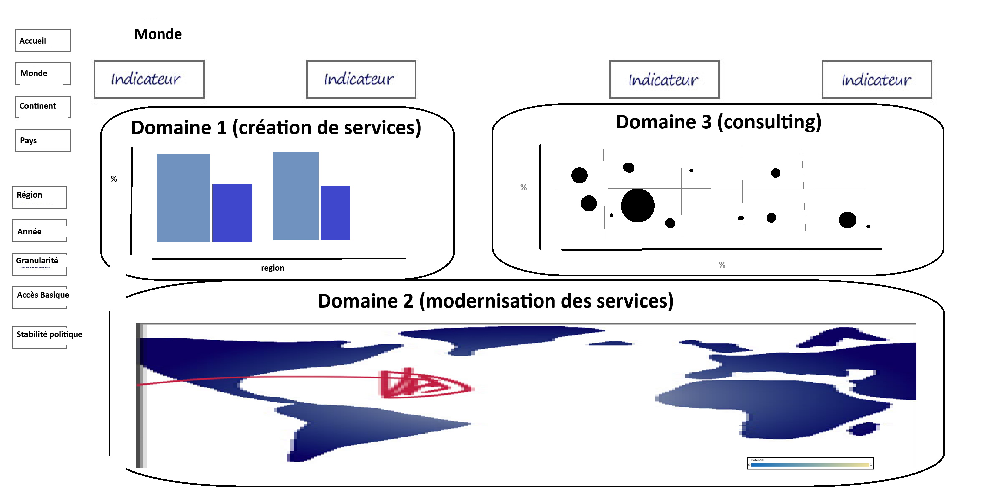 Monde
Accueil
Monde
Continent
Pays
Région
Année
Granularité
Accès Basique
Stabilité politique
Indicateur
Indicateur
Indicateur
Indicateur
Domaine 1 (création de services)
%
region
Domaine 3 (consulting)
%
%
Domaine 2 (modernisation des services)
Potentiel
0
1